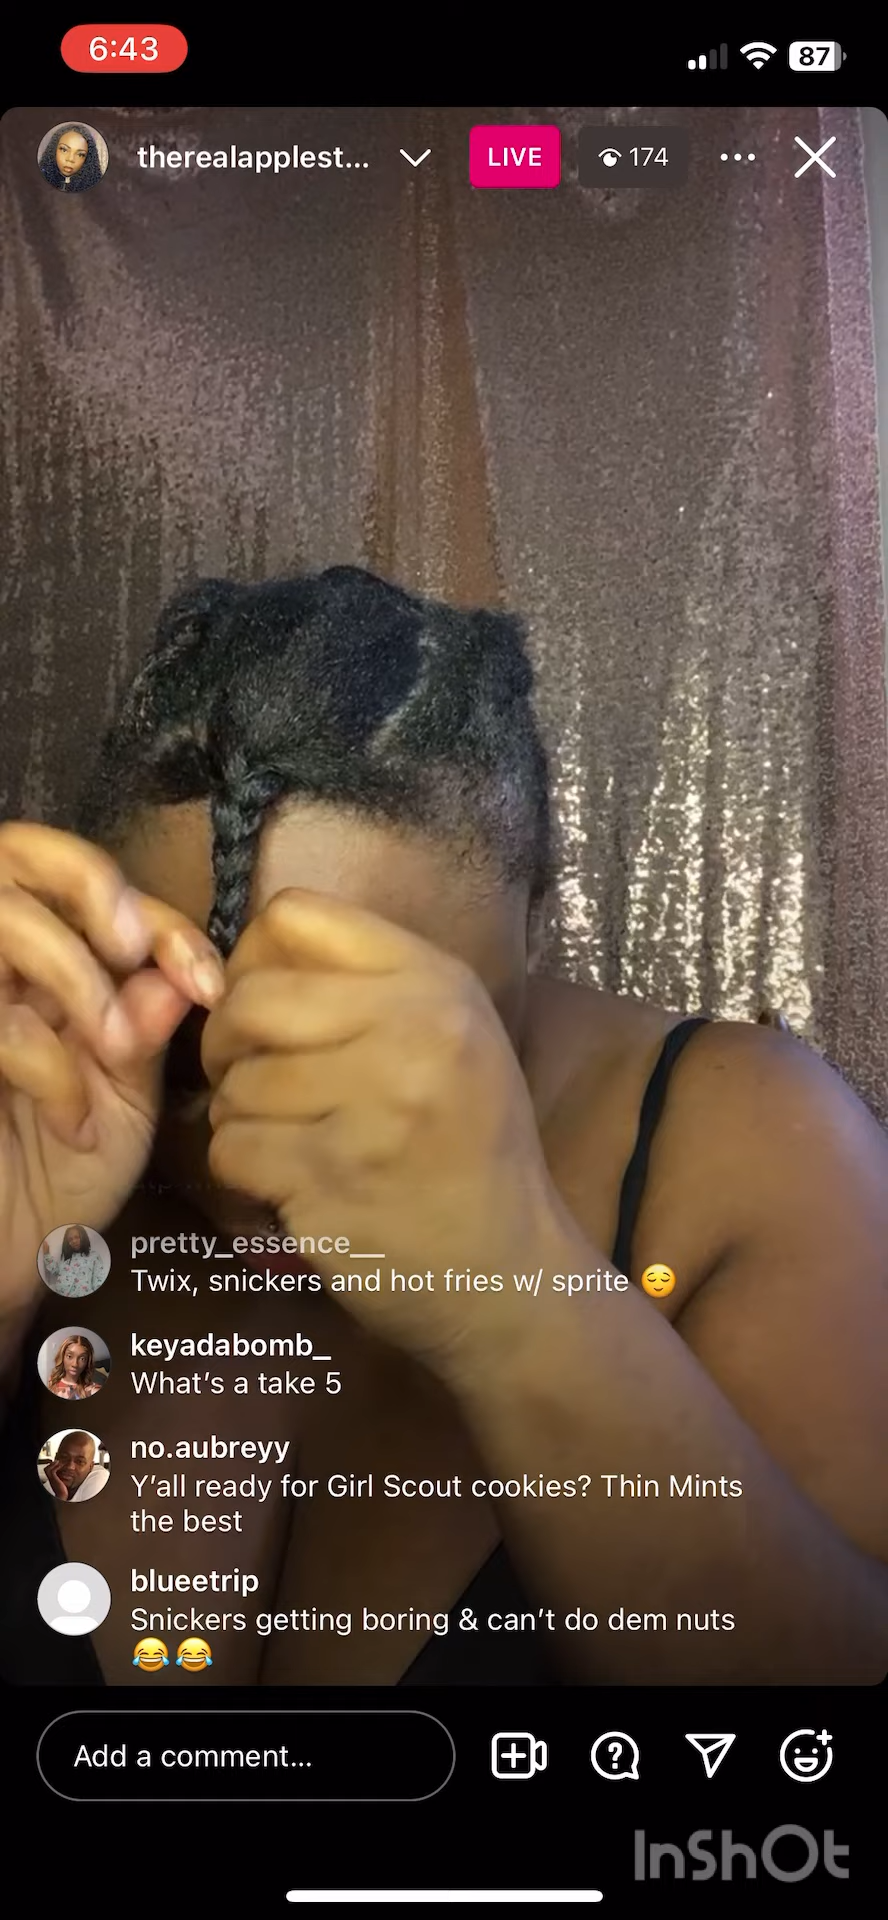 6:43
87
therealapplest...
LIVE
174
pretty_essence__
Twix, snickers and hot fries w/ sprite 😌
keyadabomb_
What's a take 5
no.aubreyy
Y'all ready for Girl Scout cookies? Thin Mints
the best
blueetrip
Snickers getting boring & can't do dem nuts
😂😂
Add a comment...
InShOt